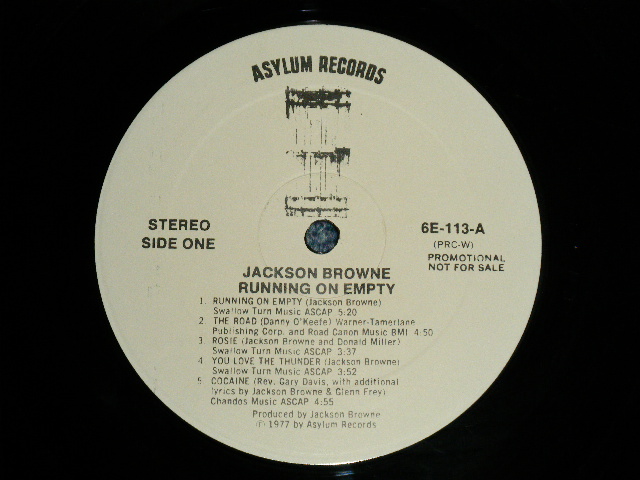 ASYLUM RECORDS
STEREO
SIDE ONE
6E-113-A
(PRC-W)
PROMOTIONAL
NOT FOR SALE
JACKSON BROWNE
RUNNING ON EMPTY
1. RUNNING ON EMPTY (Jackson Browne)
Swallow Turn Music ASCAP 5:20
2. THE ROAD (Danny O'Keefe) Warner-Tamerlane
Publishing Corp. and Road Canon Music BMI 4:50
3. ROSIE (Jackson Browne and Donald Miller)
Swallow Turn Music ASCAP 3:37
4 YOU LOVE THE THUNDER (Jackson Browne)
Swallow Turn Music ASCAP 3:52
5. COCAINE (Rev. Gary Davis, with additional
lyrics by Jackson Browne & Glenn Frey)
Chandos Music ASCAP 4:55
Produced by Jackson Browne
Ⓟ 1977 by Asylum Records